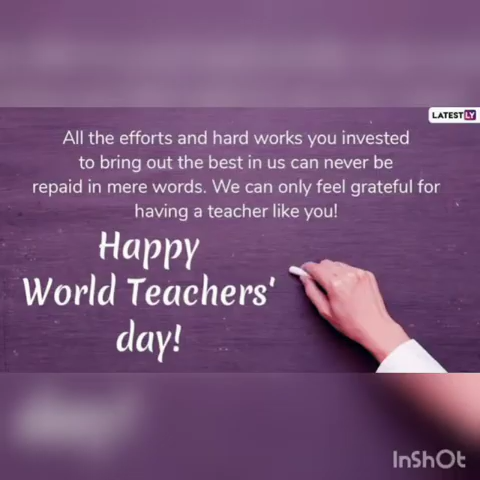 LATESTLY
All the efforts and hard works you invested
to bring out the best in us can never be
repaid in mere words. We can only feel grateful for
having a teacher like you!
Happy
World Teachers'
day!
InShOt